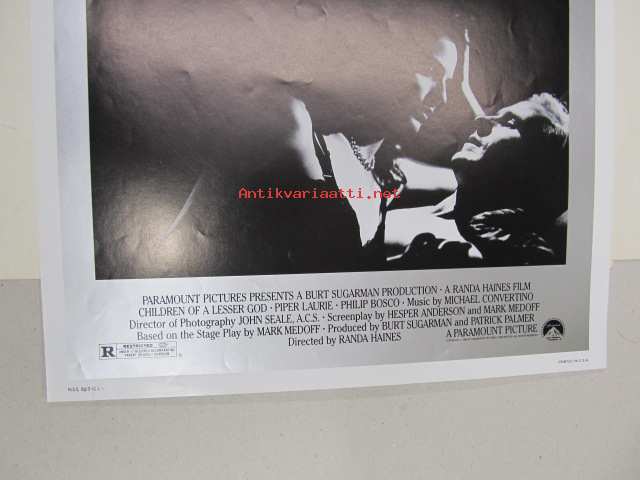 Antikvariaatti.net
PARAMOUNT PICTURES PRESENTS A BURT SUGARMAN PRODUCTION · A RANDA HAINES FILM
CHILDREN OF A LESSER GOD · PIPER LAURIE · PHILIP BOSCO · Music by MICHAEL CONVERTINO
Director of Photography JOHN SEALE, A.C.S. · Screenplay by HESPER ANDERSON and MARK MEDOFF
Based on the Stage Play by MARK MEDOFF · Produced by BURT SUGARMAN and PATRICK PALMER
Directed by RANDA HAINES
A PARAMOUNT PICTURE
R RESTRICTED